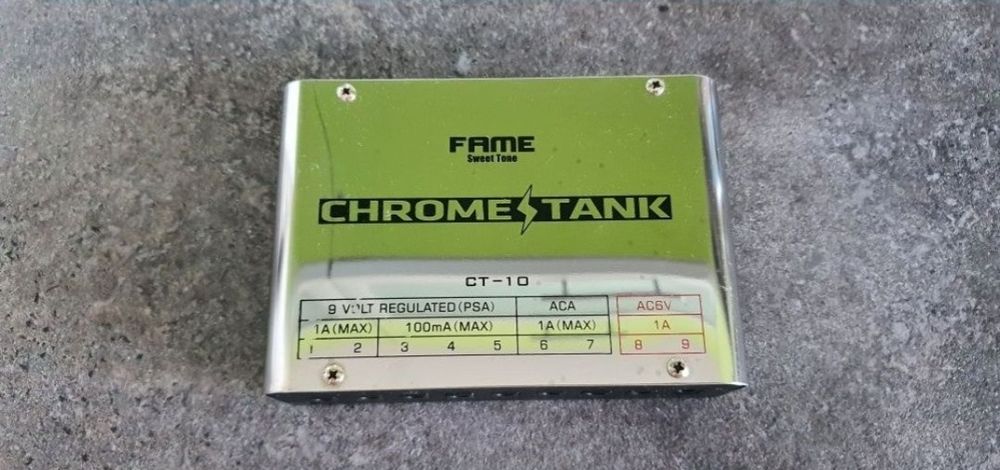 FAME
Sweet Tone
CHROME TANK
CT-10
9 VOLT REGULATED (PSA) ACA AC6V
1A (MAX) 100mA (MAX) 1A (MAX) 1A
1 2 3 4 5 6 7 8 9